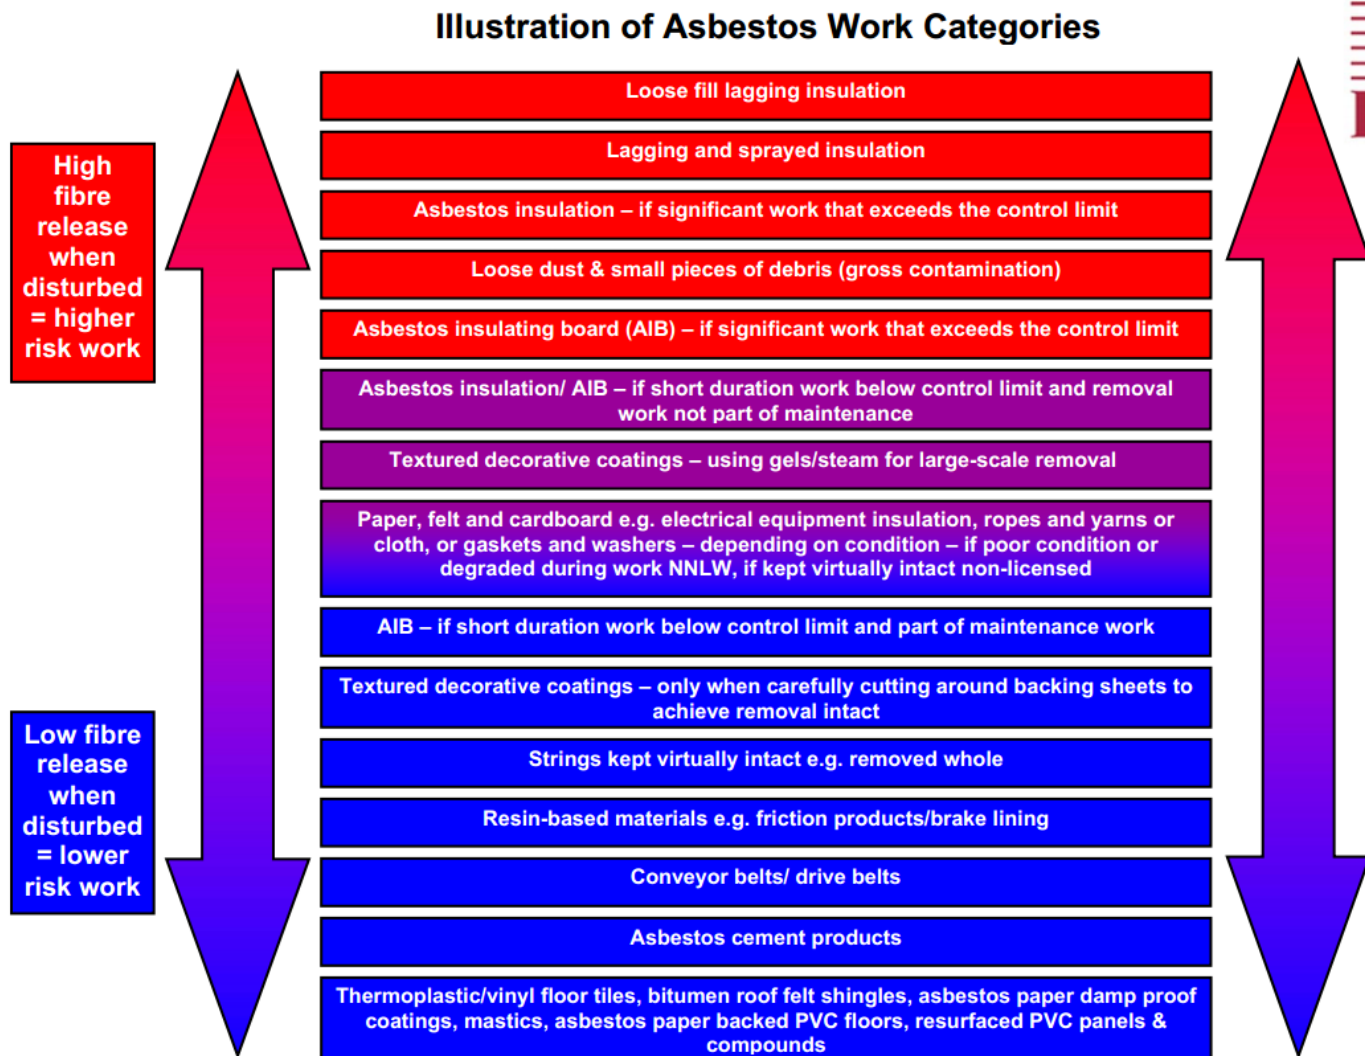 Illustration of Asbestos Work Categories
High
fibre
release
when
disturbed
= higher
risk work
Loose fill lagging insulation
Lagging and sprayed insulation
Asbestos insulation – if significant work that exceeds the control limit
Loose dust & small pieces of debris (gross contamination)
Asbestos insulating board (AIB) – if significant work that exceeds the control limit
Asbestos insulation/ AIB – if short duration work below control limit and removal
work not part of maintenance
Textured decorative coatings – using gels/steam for large-scale removal
Paper, felt and cardboard e.g. electrical equipment insulation, ropes and yarns or
cloth, or gaskets and washers – depending on condition – if poor condition or
degraded during work NNLW, if kept virtually intact non-licensed
AIB – if short duration work below control limit and part of maintenance work
Textured decorative coatings – only when carefully cutting around backing sheets to
achieve removal intact
Low fibre
release
when
disturbed
= lower
risk work
Strings kept virtually intact e.g. removed whole
Resin-based materials e.g. friction products/brake lining
Conveyor belts/ drive belts
Asbestos cement products
Thermoplastic/vinyl floor tiles, bitumen roof felt shingles, asbestos paper damp proof
coatings, mastics, asbestos paper backed PVC floors, resurfaced PVC panels &
compounds